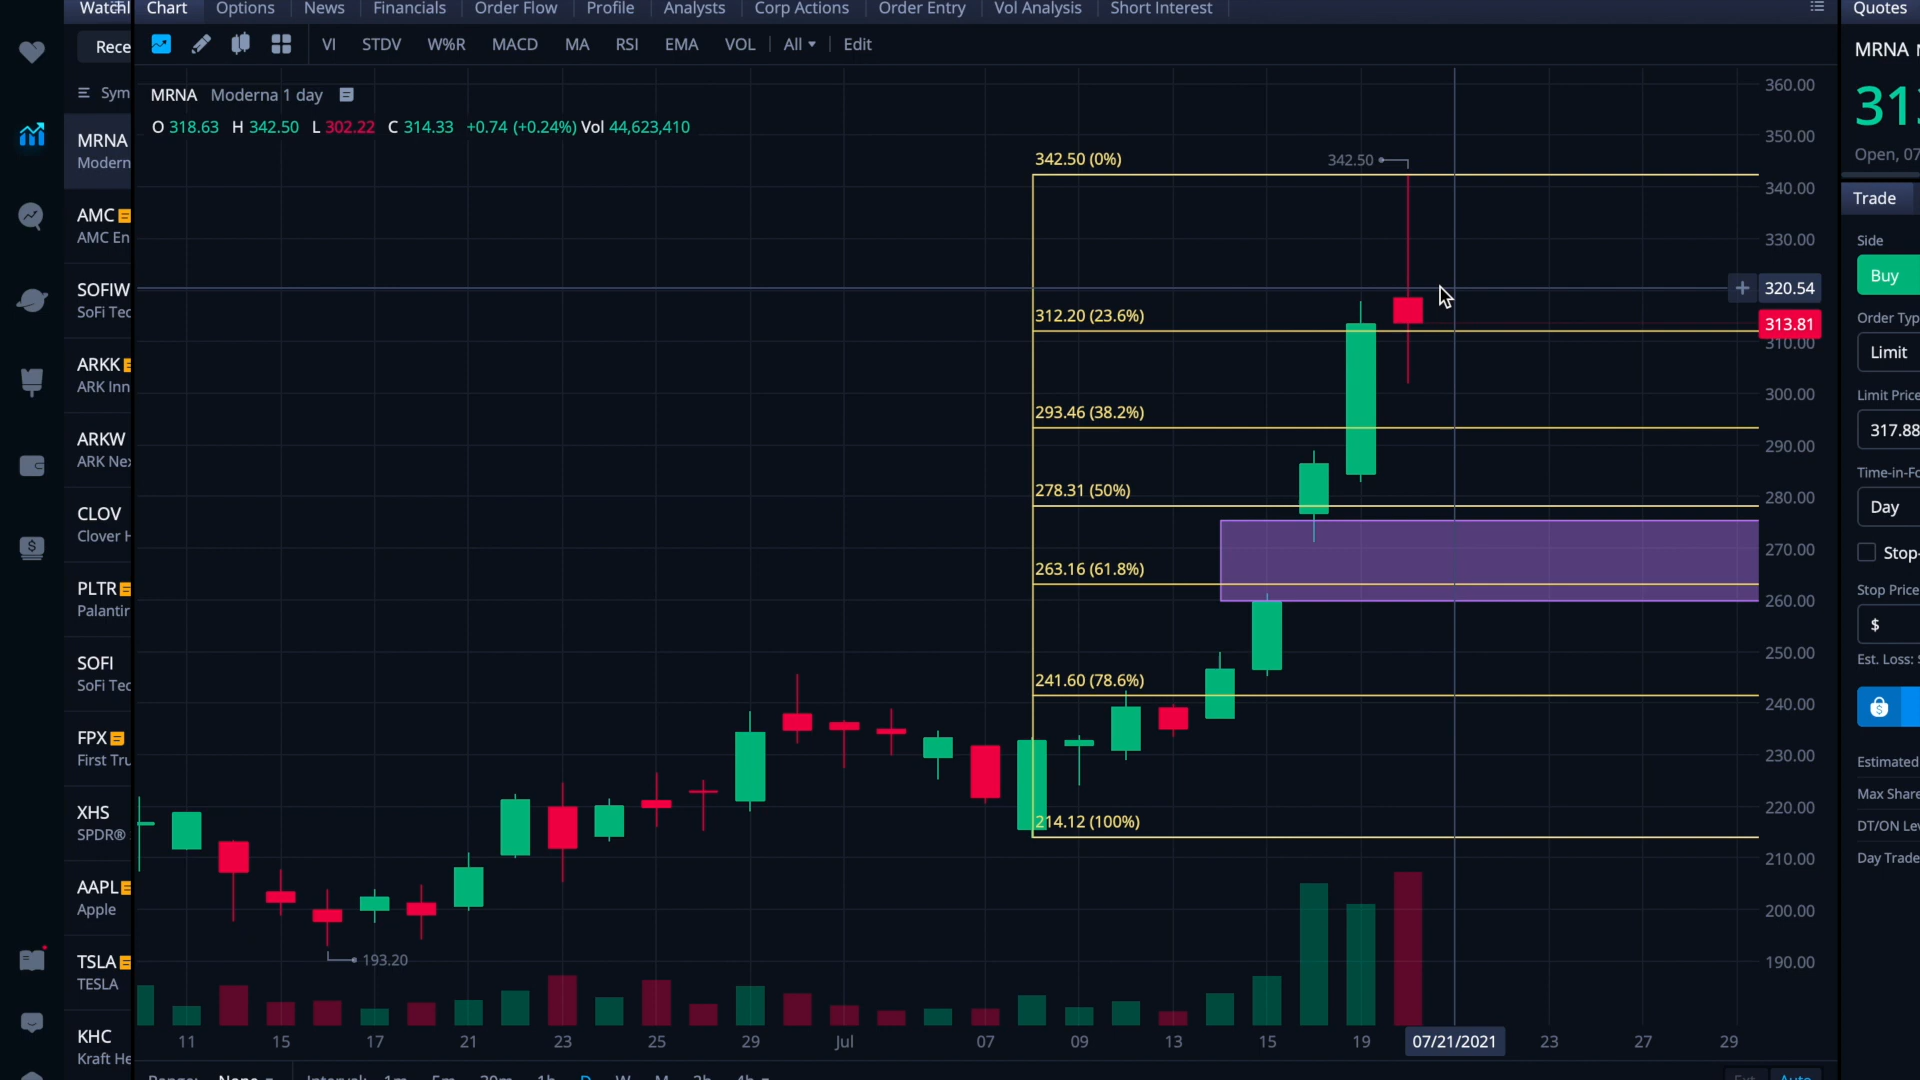 Chart Options News Financials Order Flow Profile Analysts Corp Actions Order Entry Vol Analysis Short Interest Quotes
Rece
VI STDV W%R MACD MA RSI EMA VOL All Edit
MRNA
Sym
MRNA Moderna 1 day
O 318.63 H 342.50 L 302.22 C 314.33 +0.74 (+0.24%) Vol 44,623,410
Open, 07
MRNA
Modern
AMC
AMC En
SOFIW
SoFi Tec
ARKK
ARK Inn
ARKW
ARK Nex
CLOV
Clover H
PLTR
Palantir
SOFI
SoFi Tec
FPX
First Tru
XHS
SPDR®
AAPL
Apple
TSLA
TESLA
KHC
Kraft He
342.50 (0%)
342.50
312.20 (23.6%)
293.46 (38.2%)
278.31 (50%)
263.16 (61.8%)
241.60 (78.6%)
214.12 (100%)
193.20
360.00
350.00
340.00
330.00
320.54
313.81
310.00
300.00
290.00
280.00
270.00
260.00
250.00
240.00
230.00
220.00
210.00
200.00
190.00
11 15 17 21 23 25 29 Jul 07 09 13 15 19 07/21/2021 23 27 29
Trade
Side
Buy
Order Typ
Limit
Limit Price
317.88
Time-in-Fo
Day
Stop-
Stop Price
$
Est. Loss: $
Estimated
Max Share
DT/ON Lev
Day Trade